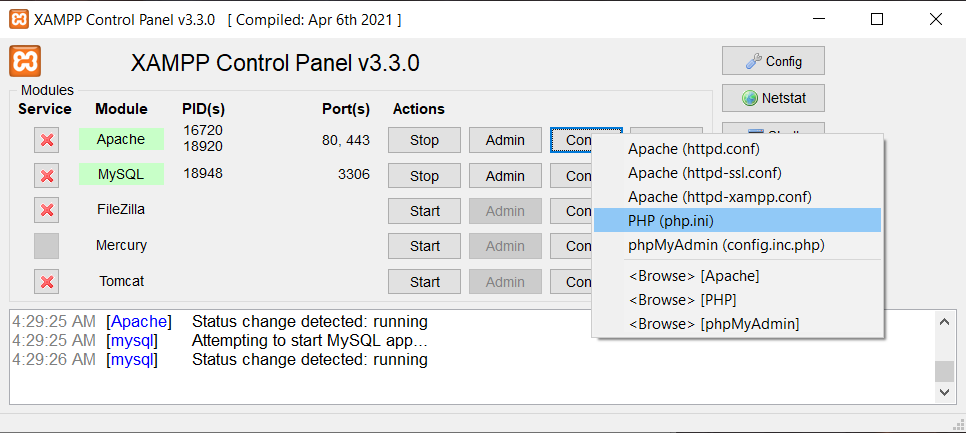 XAMPP Control Panel v3.3.0 [ Compiled: Apr 6th 2021 ]
XAMPP Control Panel v3.3.0
Config
Modules
Service Module PID(s) Port(s) Actions
Netstat
Apache 16720 18920 80, 443 Stop Admin
MySQL 18948 3306 Stop Admin
FileZilla Start Admin
Mercury Start Admin
Tomcat Start Admin
Apache (httpd.conf)
Apache (httpd-ssl.conf)
Apache (httpd-xampp.conf)
PHP (php.ini)
phpMyAdmin (config.inc.php)
<Browse> [Apache]
<Browse> [PHP]
<Browse> [phpMyAdmin]
4:29:25 AM [Apache] Status change detected: running
4:29:25 AM [mysql] Attempting to start MySQL app...
4:29:26 AM [mysql] Status change detected: running